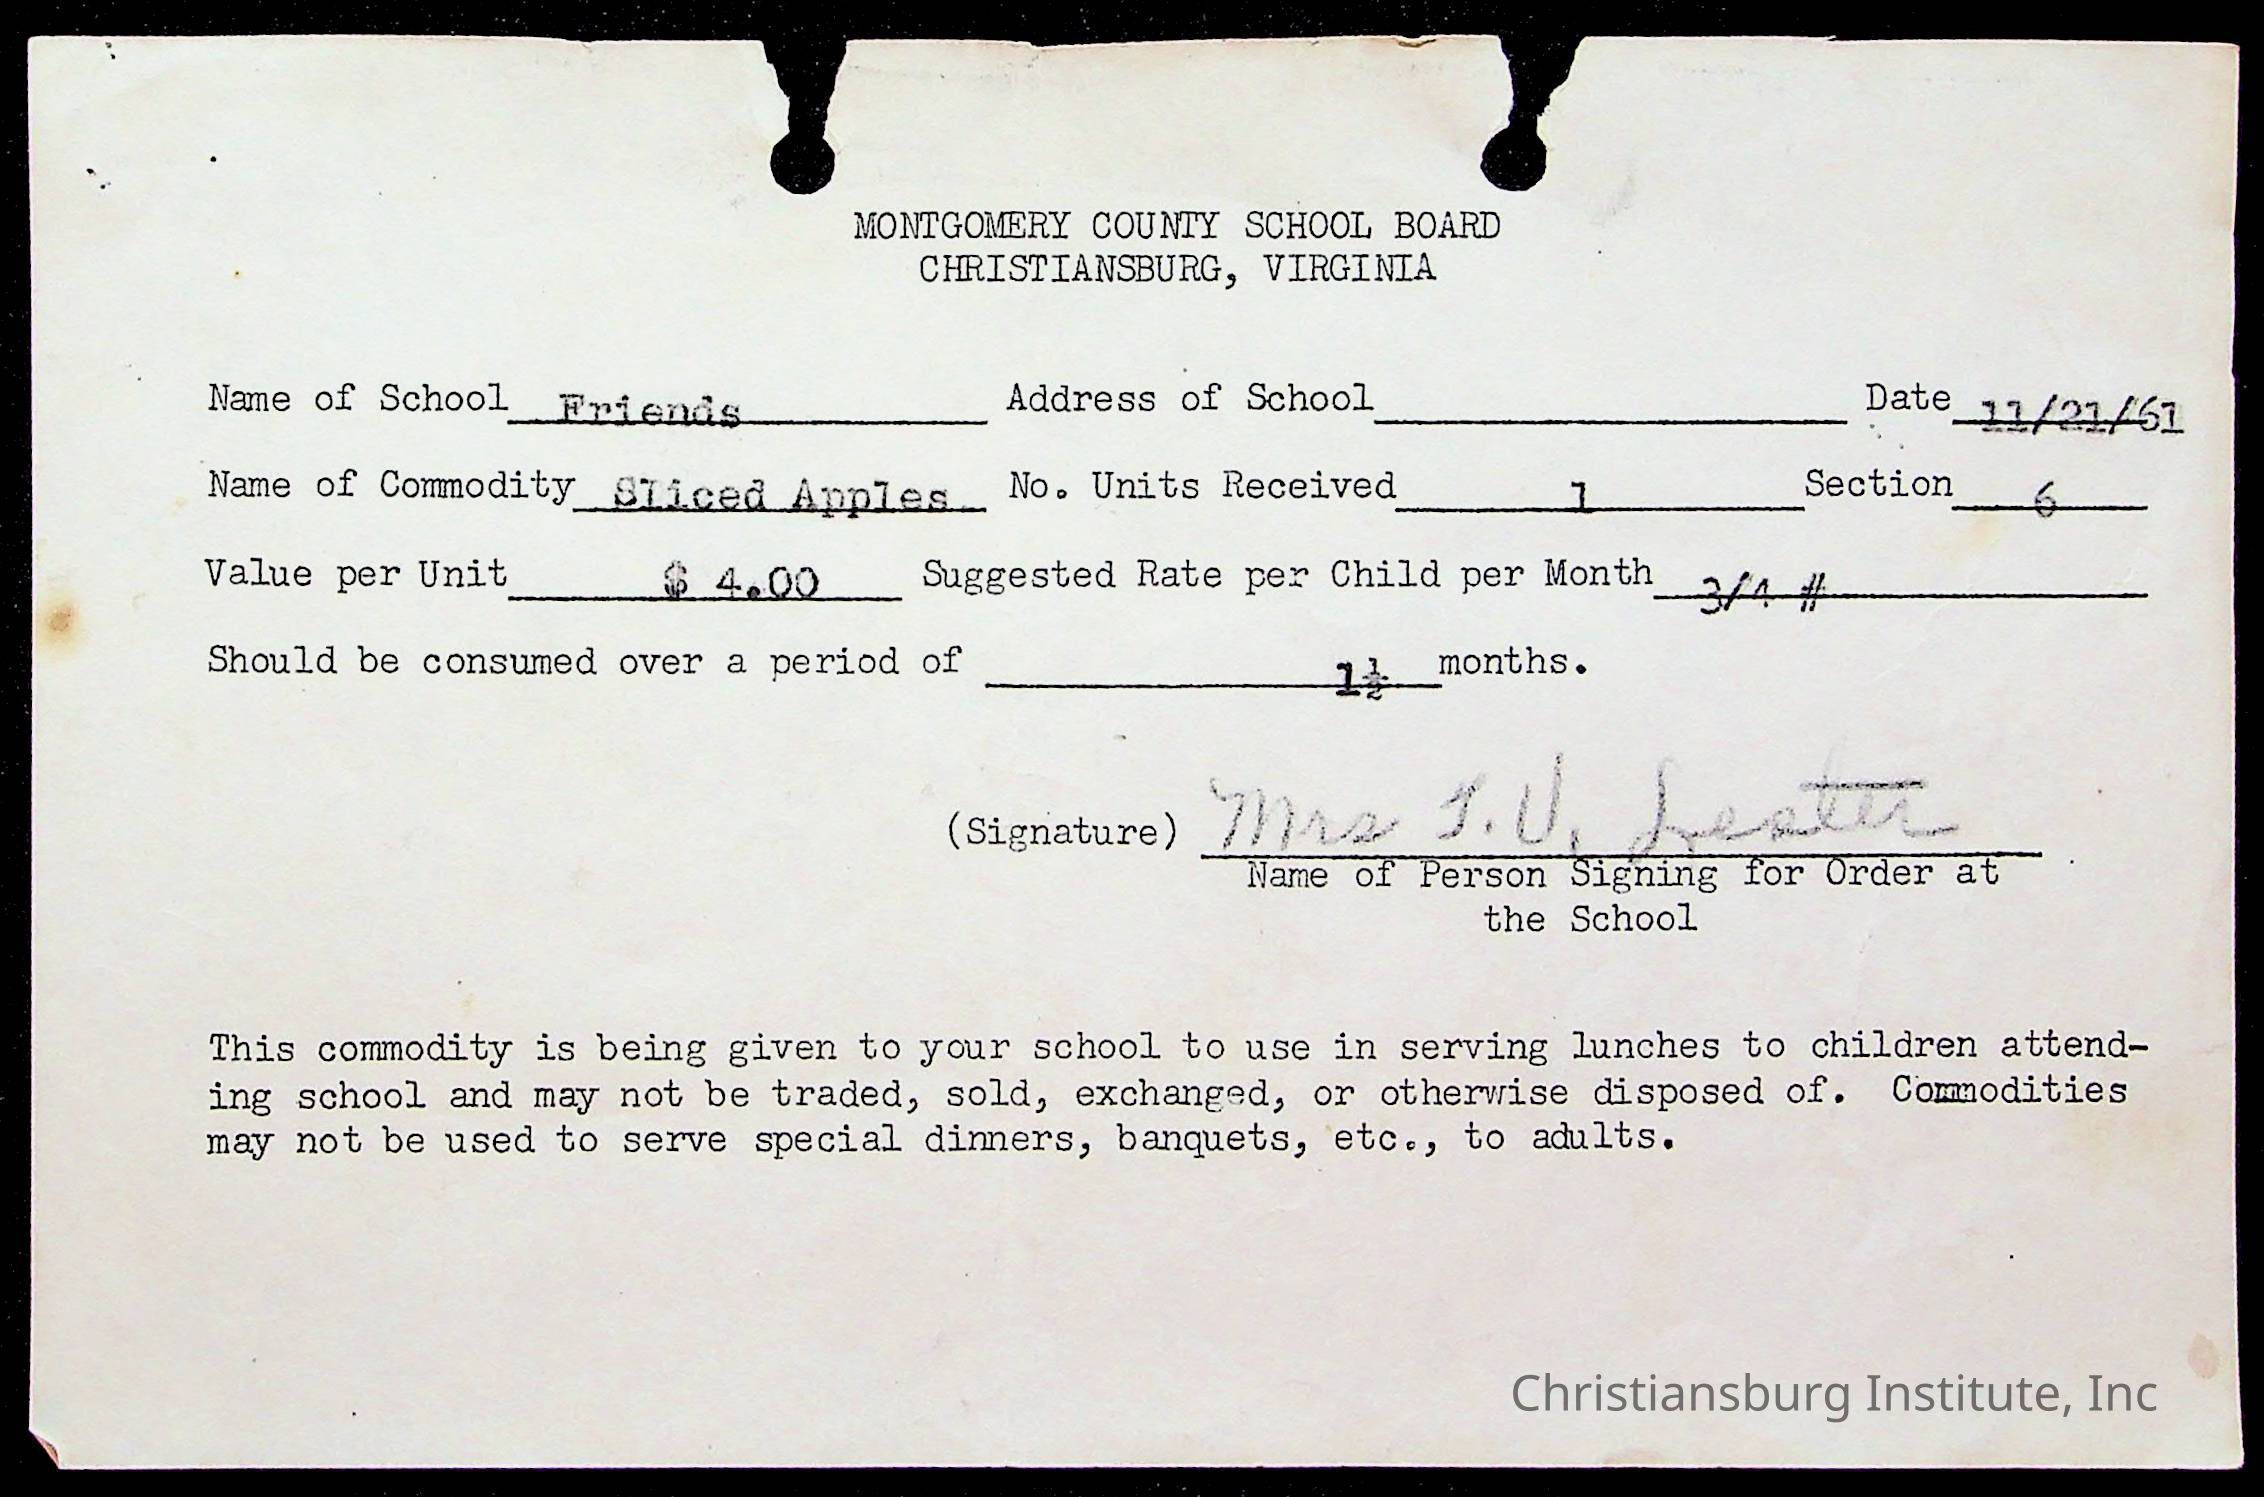 MONTGOMERY COUNTY SCHOOL BOARD
CHRISTIANSBURG, VIRGINIA
Name of School Friends Address of School Date 11/21/61
Name of Commodity Sliced Apples No. Units Received 1 Section 6
Value per Unit $ 4.00 Suggested Rate per Child per Month 3/4 #
Should be consumed over a period of 1½ months.
(Signature) Mrs T. V.
Name of Person Signing for Order at
the School
This commodity is being given to your school to use in serving lunches to children attend-
ing school and may not be traded, sold, exchanged, or otherwise disposed of. Commodities
may not be used to serve special dinners, banquets, etc., to adults.
Christiansburg Institute, Inc